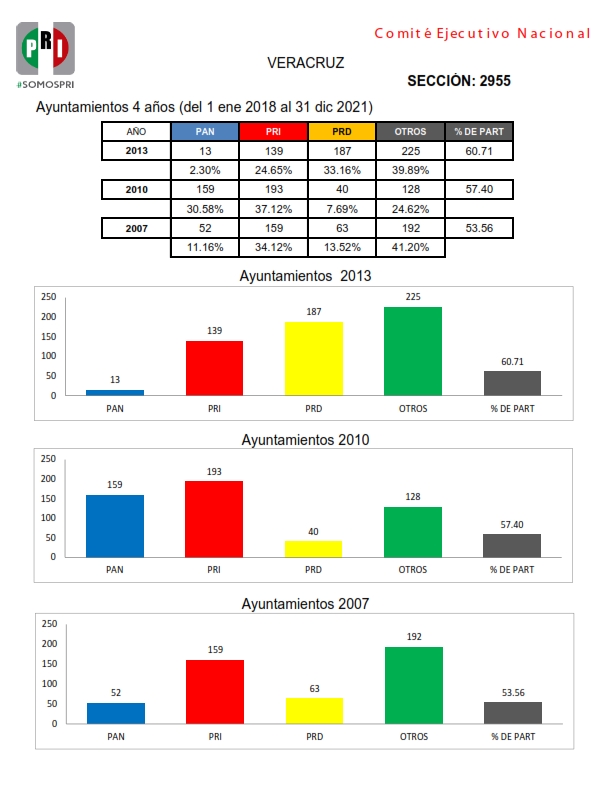 Comité Ejecutivo Nacional
PRI
#SOMOSPRI
VERACRUZ
SECCIÓN: 2955
Ayuntamientos 4 años (del 1 ene 2018 al 31 dic 2021)
AÑO PAN PRI PRD OTROS % DE PART
2013 13 139 187 225 60.71
2.30% 24.65% 33.16% 39.89%
2010 159 193 40 128 57.40
30.58% 37.12% 7.69% 24.62%
2007 52 159 63 192 53.56
11.16% 34.12% 13.52% 41.20%
Ayuntamientos 2013
250
200
150
100
50
0
13 139 187 225 60.71
PAN PRI PRD OTROS % DE PART
Ayuntamientos 2010
250
200
150
100
50
0
159 193 40 128 57.40
PAN PRI PRD OTROS % DE PART
Ayuntamientos 2007
250
200
150
100
50
0
52 159 63 192 53.56
PAN PRI PRD OTROS % DE PART